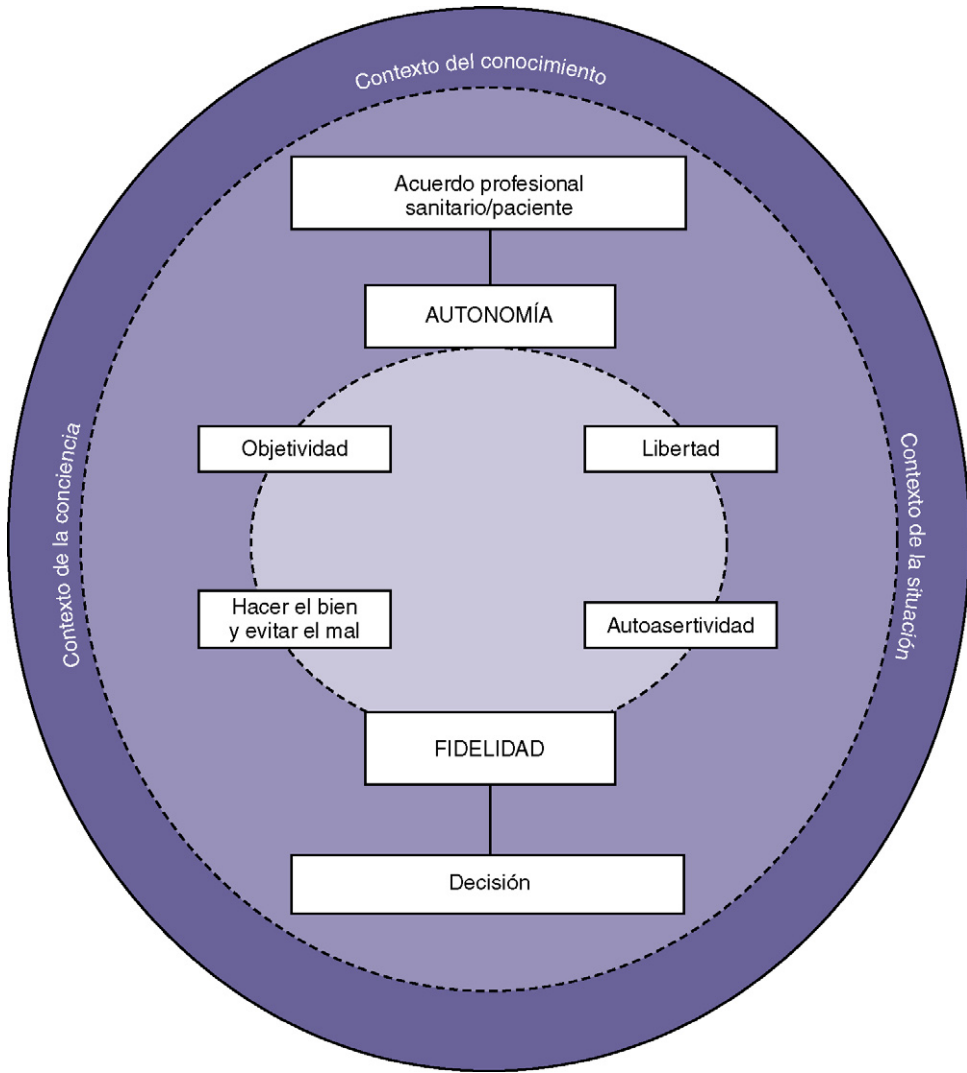 Contexto del conocimiento
Acuerdo profesional
sanitario/paciente
AUTONOMÍA
Contexto de la conciencia
Objetividad
Libertad
Contexto de la situación
Hacer el bien
y evitar el mal
Autoasertividad
FIDELIDAD
Decisión